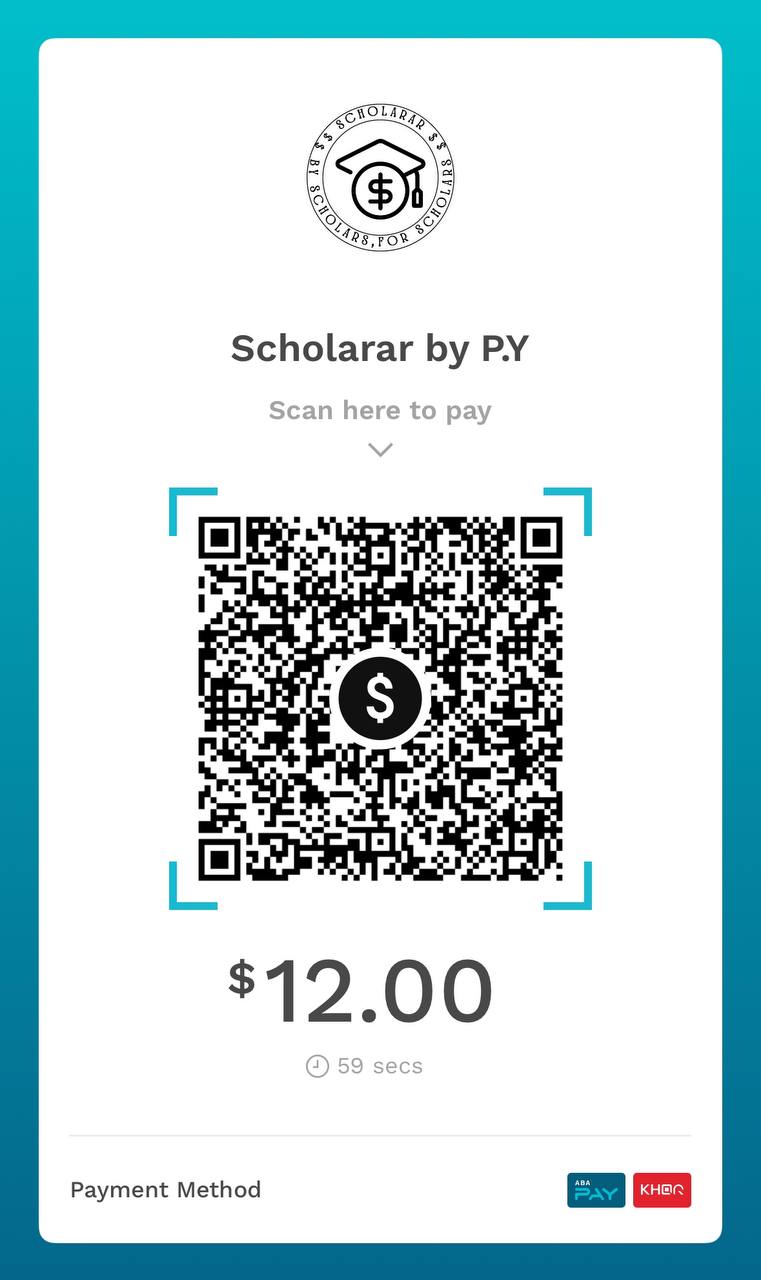 $$ SCHOLARAR $$
BY SCHOLARS,FOR SCHOLARS
$
Scholarar by P.Y
Scan here to pay
$
$12.00
59 secs
Payment Method
ABA PAY KHQR